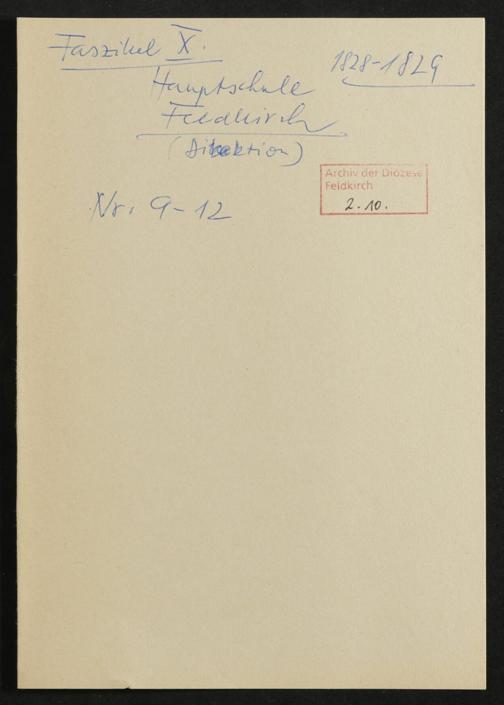 Faszikel X.
1828-1829
Hauptschule
Feldkirch
(Direktion)
Archiv der Diözese
Feldkirch
2.10.
Nr. 9-12